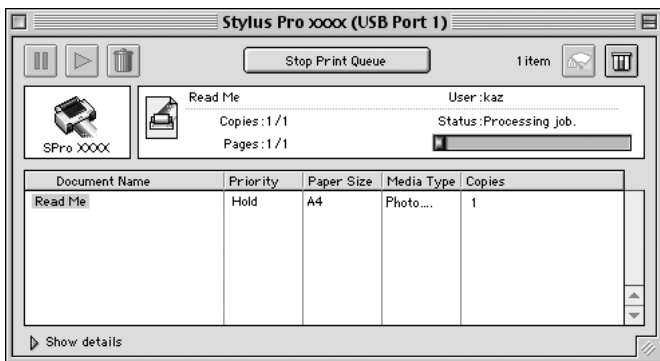 Stylus Pro xxxx (USB Port 1)
Stop Print Queue
1 item
Read Me
User:kaz
Copies:1/1
Status:Processing job.
Pages:1/1
SPro XXXX
Document Name Priority Paper Size Media Type Copies
Read Me Hold A4 Photo.... 1
Show details